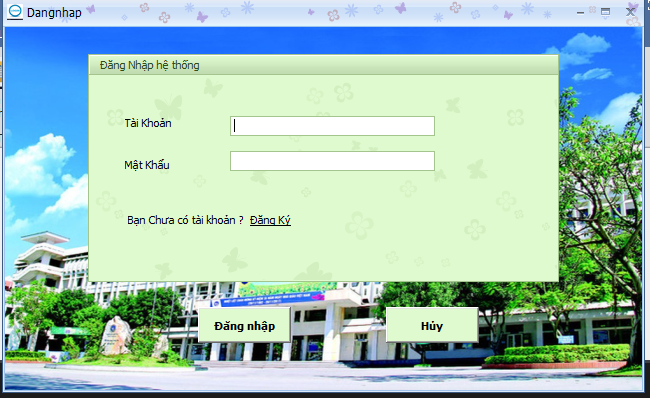 Dangnhap
Đăng Nhập hệ thống
Tài Khoản
Mật Khẩu
Bạn Chưa có tài khoản ? Đăng Ký
Đăng nhập
Hủy